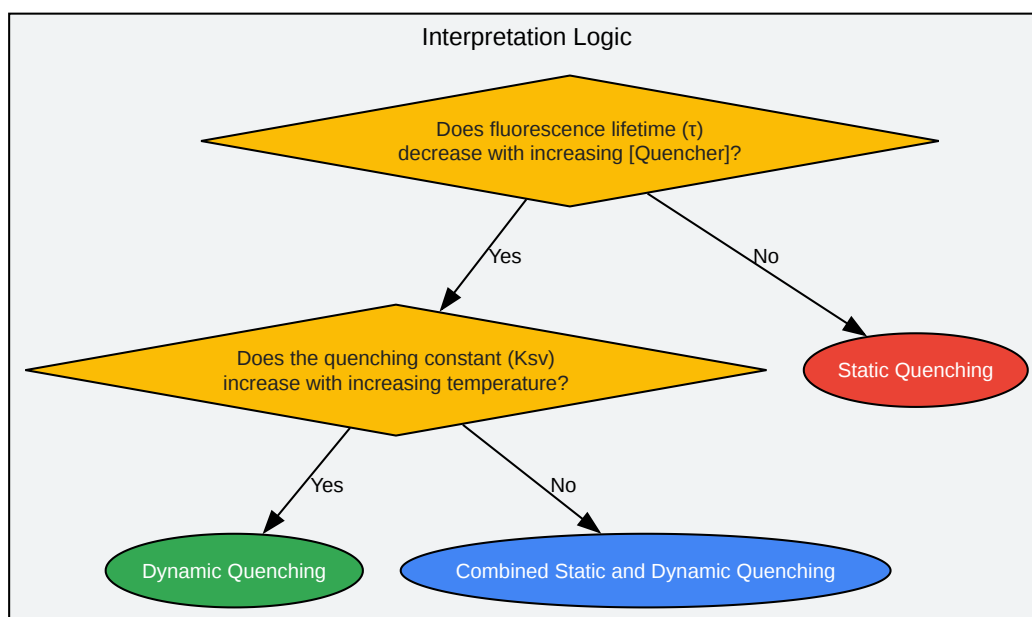 Interpretation Logic
Does fluorescence lifetime (τ)
decrease with increasing [Quencher]?
Yes
No
Does the quenching constant (Ksv)
increase with increasing temperature?
Static Quenching
Yes
No
Dynamic Quenching
Combined Static and Dynamic Quenching